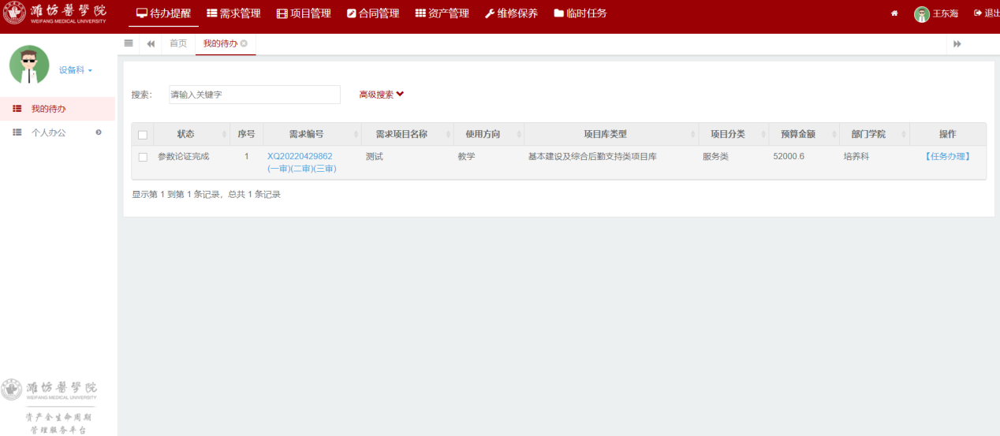 濰坊醫學院
WEIFANG MEDICAL UNIVERSITY
待办提醒 需求管理 项目管理 合同管理 资产管理 维修保养 临时任务 王东海 退出
首页 我的待办
设备科
我的待办
个人办公
搜索： 请输入关键字 高级搜索
状态 序号 需求编号 需求项目名称 使用方向 项目库类型 项目分类 预算金额 部门学院 操作
参数论证完成 1 XQ20220429862 测试 教学 基本建设及综合后勤支持类项目库 服务类 52000.6 培养科 【任务办理】
(一审)(二审)(三审)
显示第 1 到第 1 条记录，总共 1 条记录
濰坊醫學院
WEIFANG MEDICAL UNIVERSITY
资产全生命周期
管理服务平台